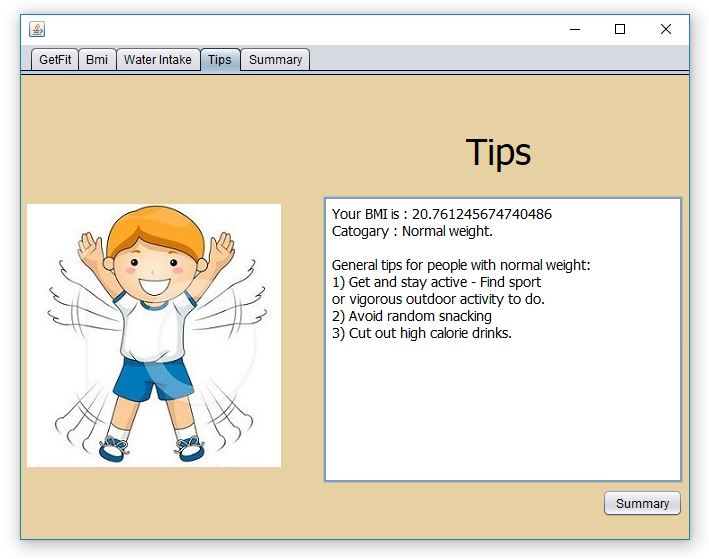 GetFit Bmi Water Intake Tips Summary
Tips
Your BMI is : 20.761245674740486
Catogary : Normal weight.
General tips for people with normal weight:
1) Get and stay active - Find sport
or vigorous outdoor activity to do.
2) Avoid random snacking
3) Cut out high calorie drinks.
Summary